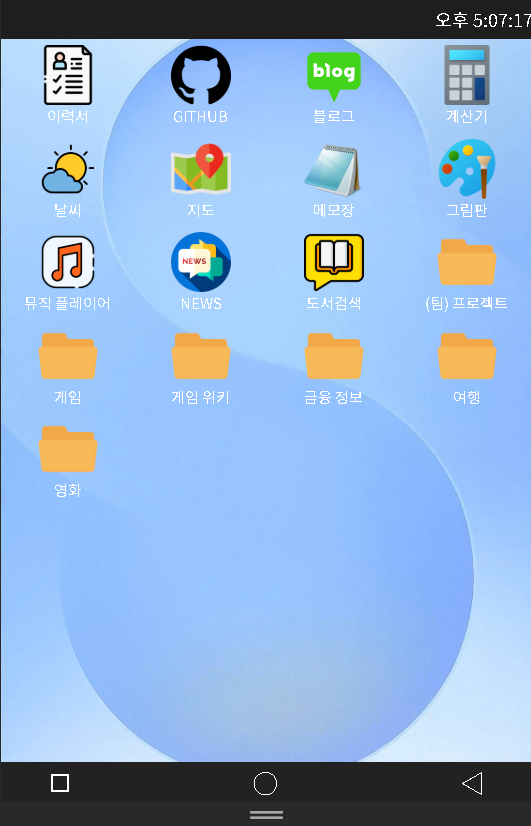 오후 5:07:17
이력서
GITHUB
blog
블로그
계산기
날씨
지도
메모장
그림판
뮤직 플레이어
NEWS
NEWS
도서검색
(팀) 프로젝트
게임
게임 위키
금융 정보
여행
영화